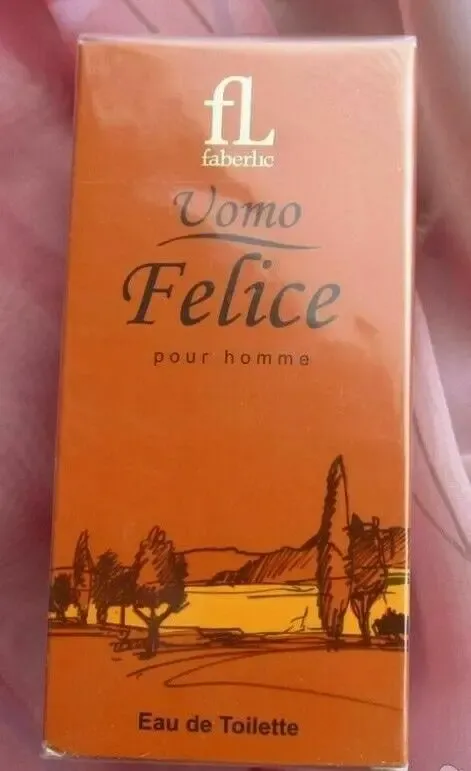 fL
faberlic
Uomo
Felice
pour homme
Eau de Toilette